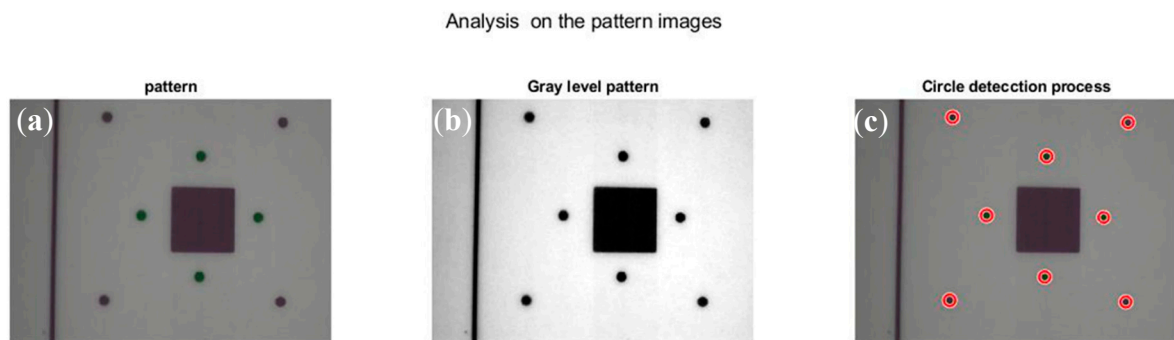 Analysis on the pattern images
pattern
Gray level pattern
Circle detecction process
(a)
(b)
(c)